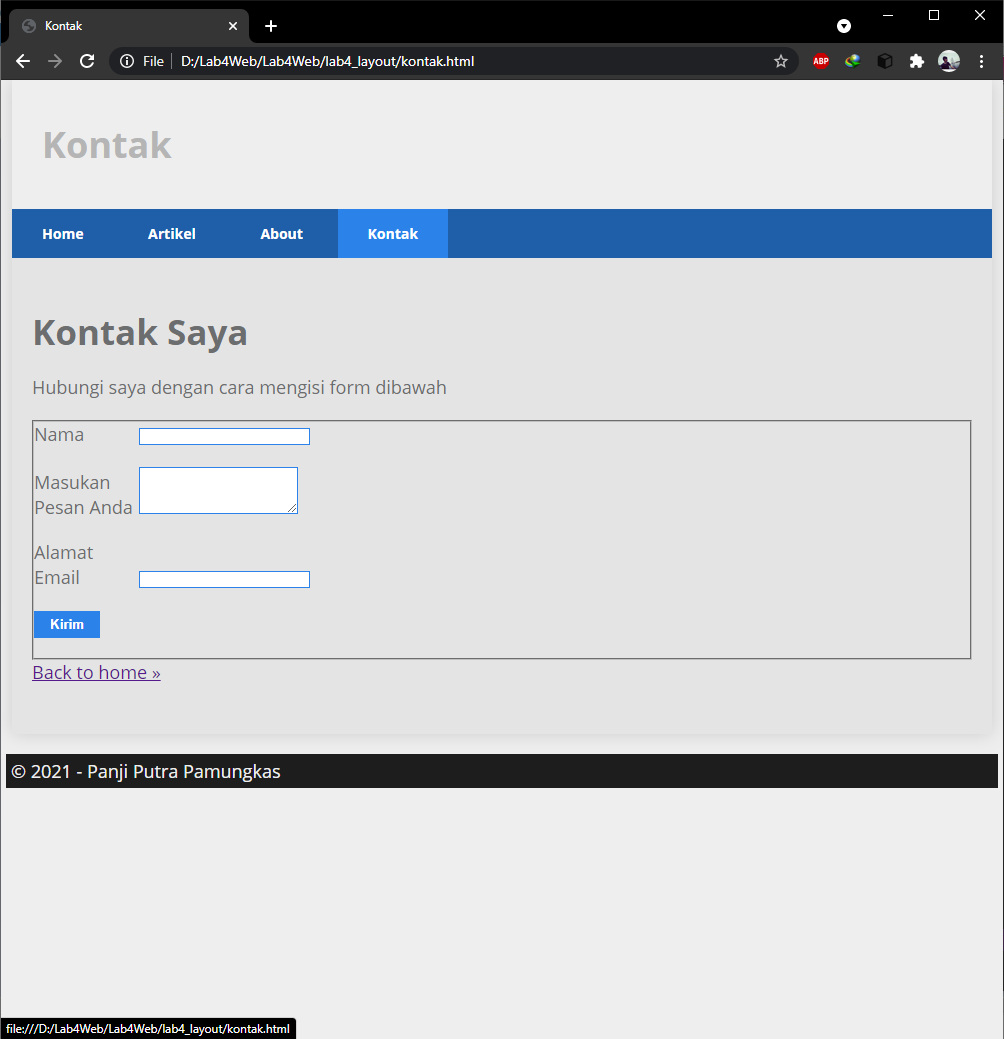 Kontak
File D:/Lab4Web/Lab4Web/lab4_layout/kontak.html ABP
Kontak
Home Artikel About Kontak
Kontak Saya
Hubungi saya dengan cara mengisi form dibawah
Nama
Masukan
Pesan Anda
Alamat
Email
Kirim
Back to home »
© 2021 - Panji Putra Pamungkas
file:///D:/Lab4Web/Lab4Web/lab4_layout/kontak.html